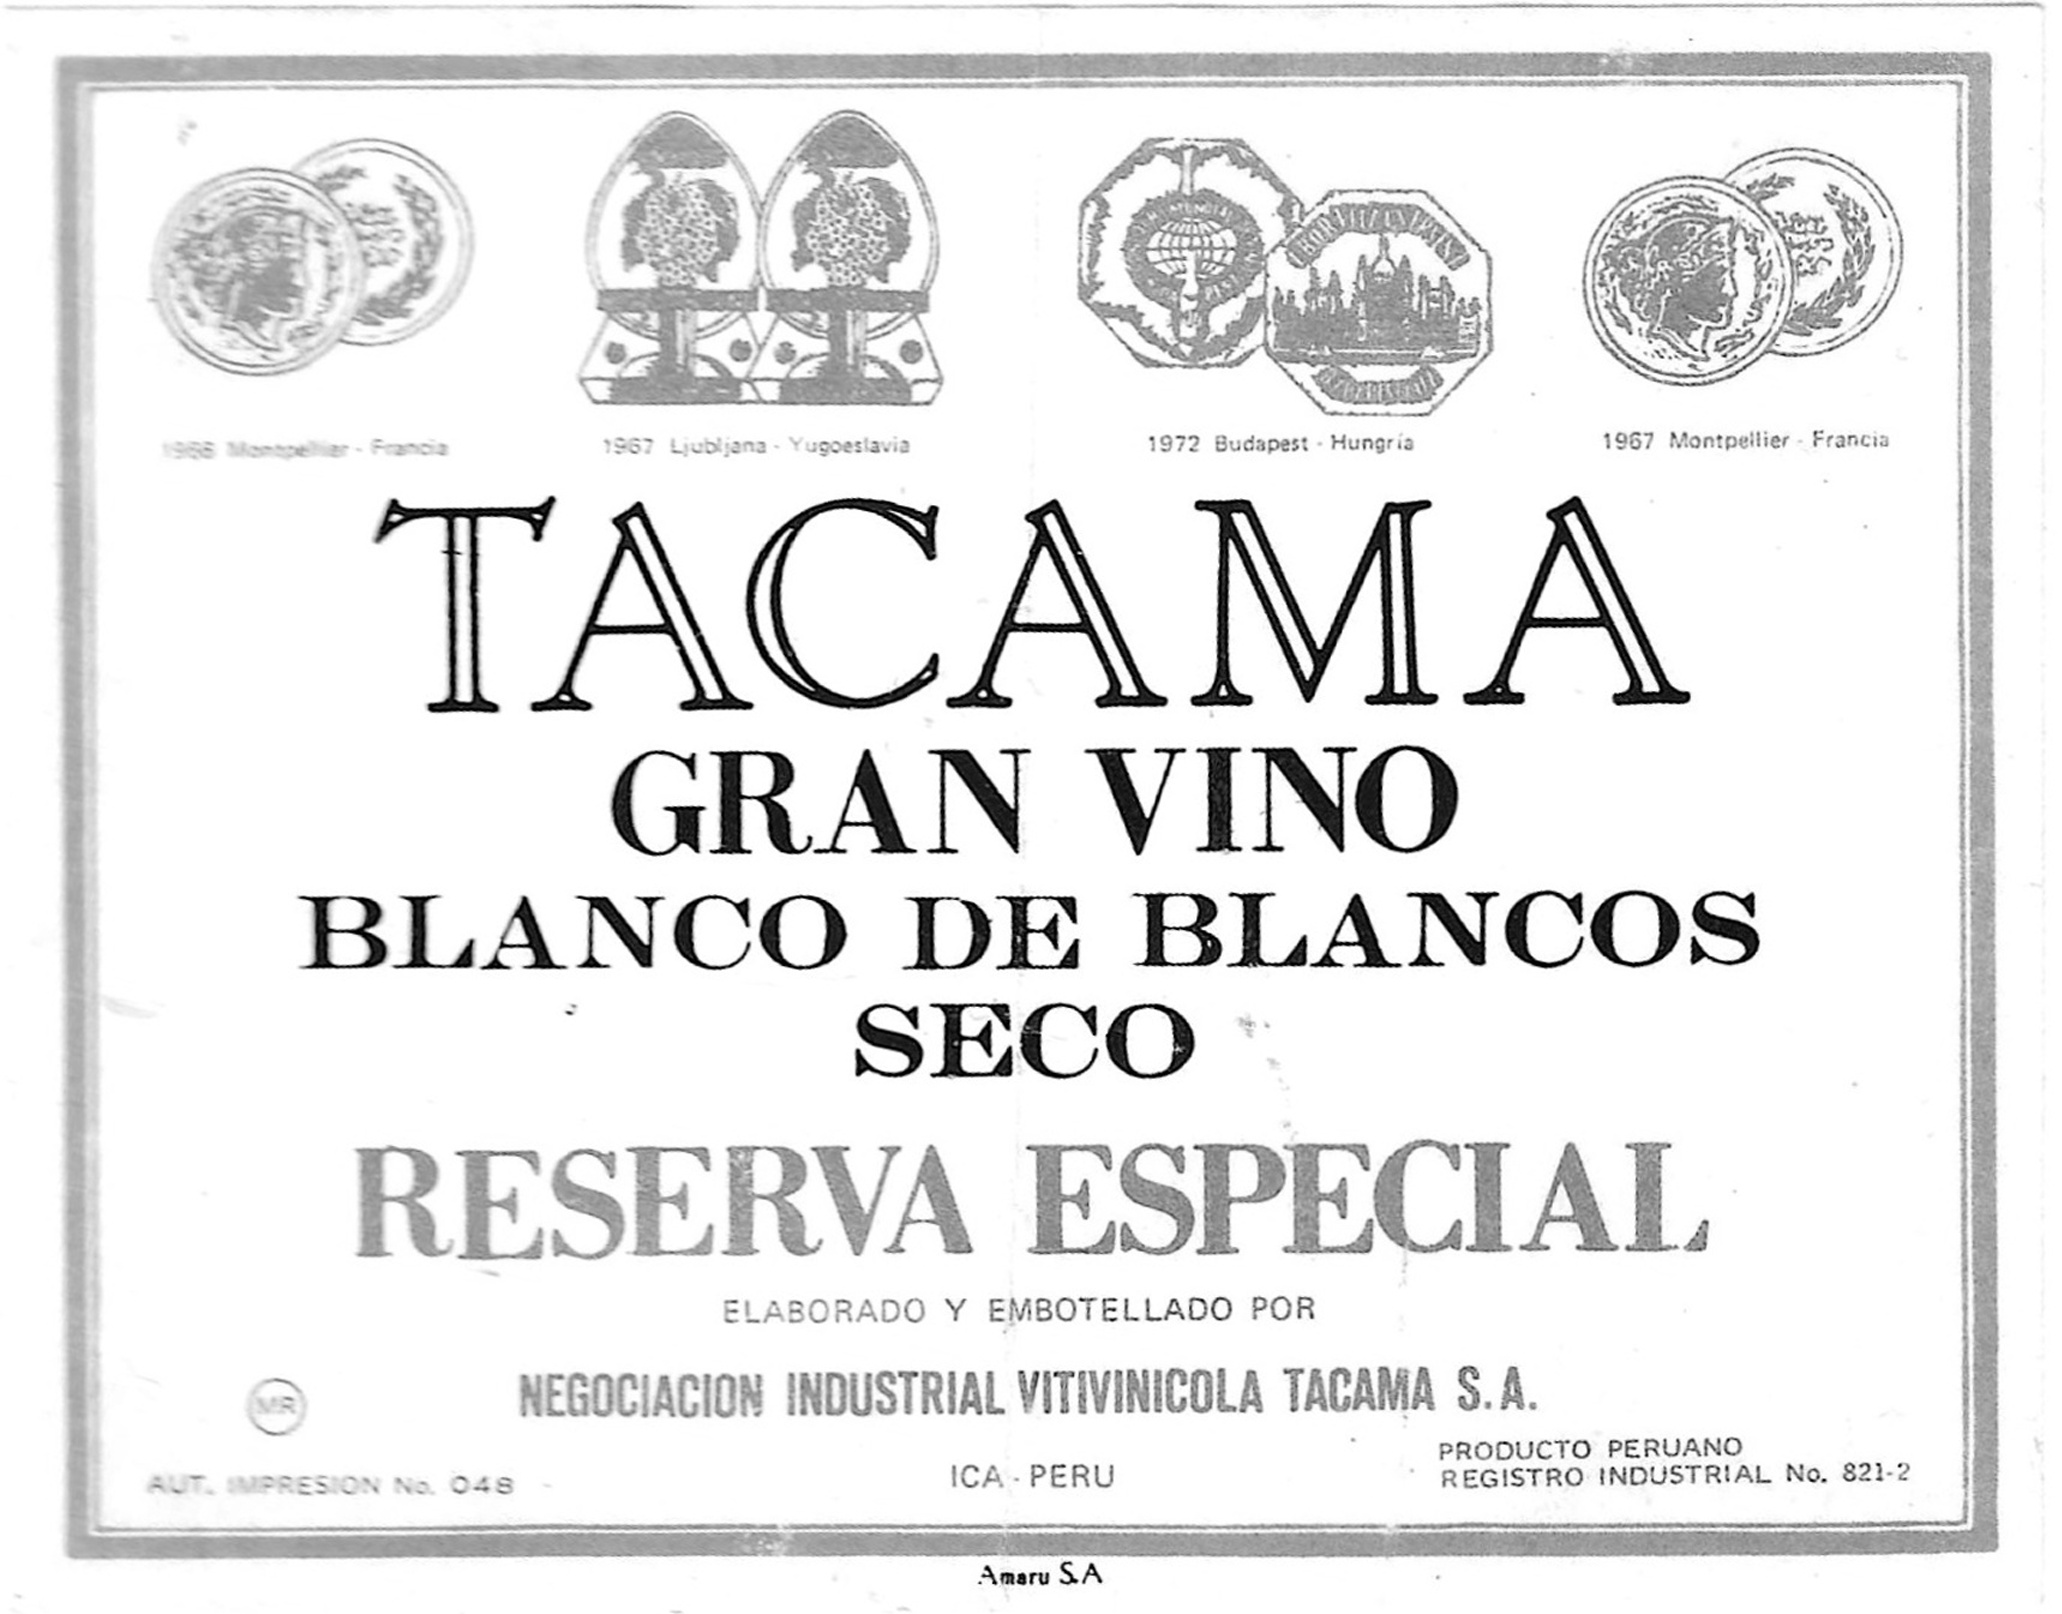 1966 Montpellier - Francia
1967 Ljubljana - Yugoeslavia
1972 Budapest - Hungría
1967 Montpellier - Francia
TACAMA
GRAN VINO
BLANCO DE BLANCOS
SECO
RESERVA ESPECIAL
ELABORADO Y EMBOTELLADO POR
NEGOCIACION INDUSTRIAL VITIVINICOLA TACAMA S.A.
MR
AUT. IMPRESION No. 048
ICA - PERU
PRODUCTO PERUANO
REGISTRO INDUSTRIAL No. 821-2
Amaru S.A